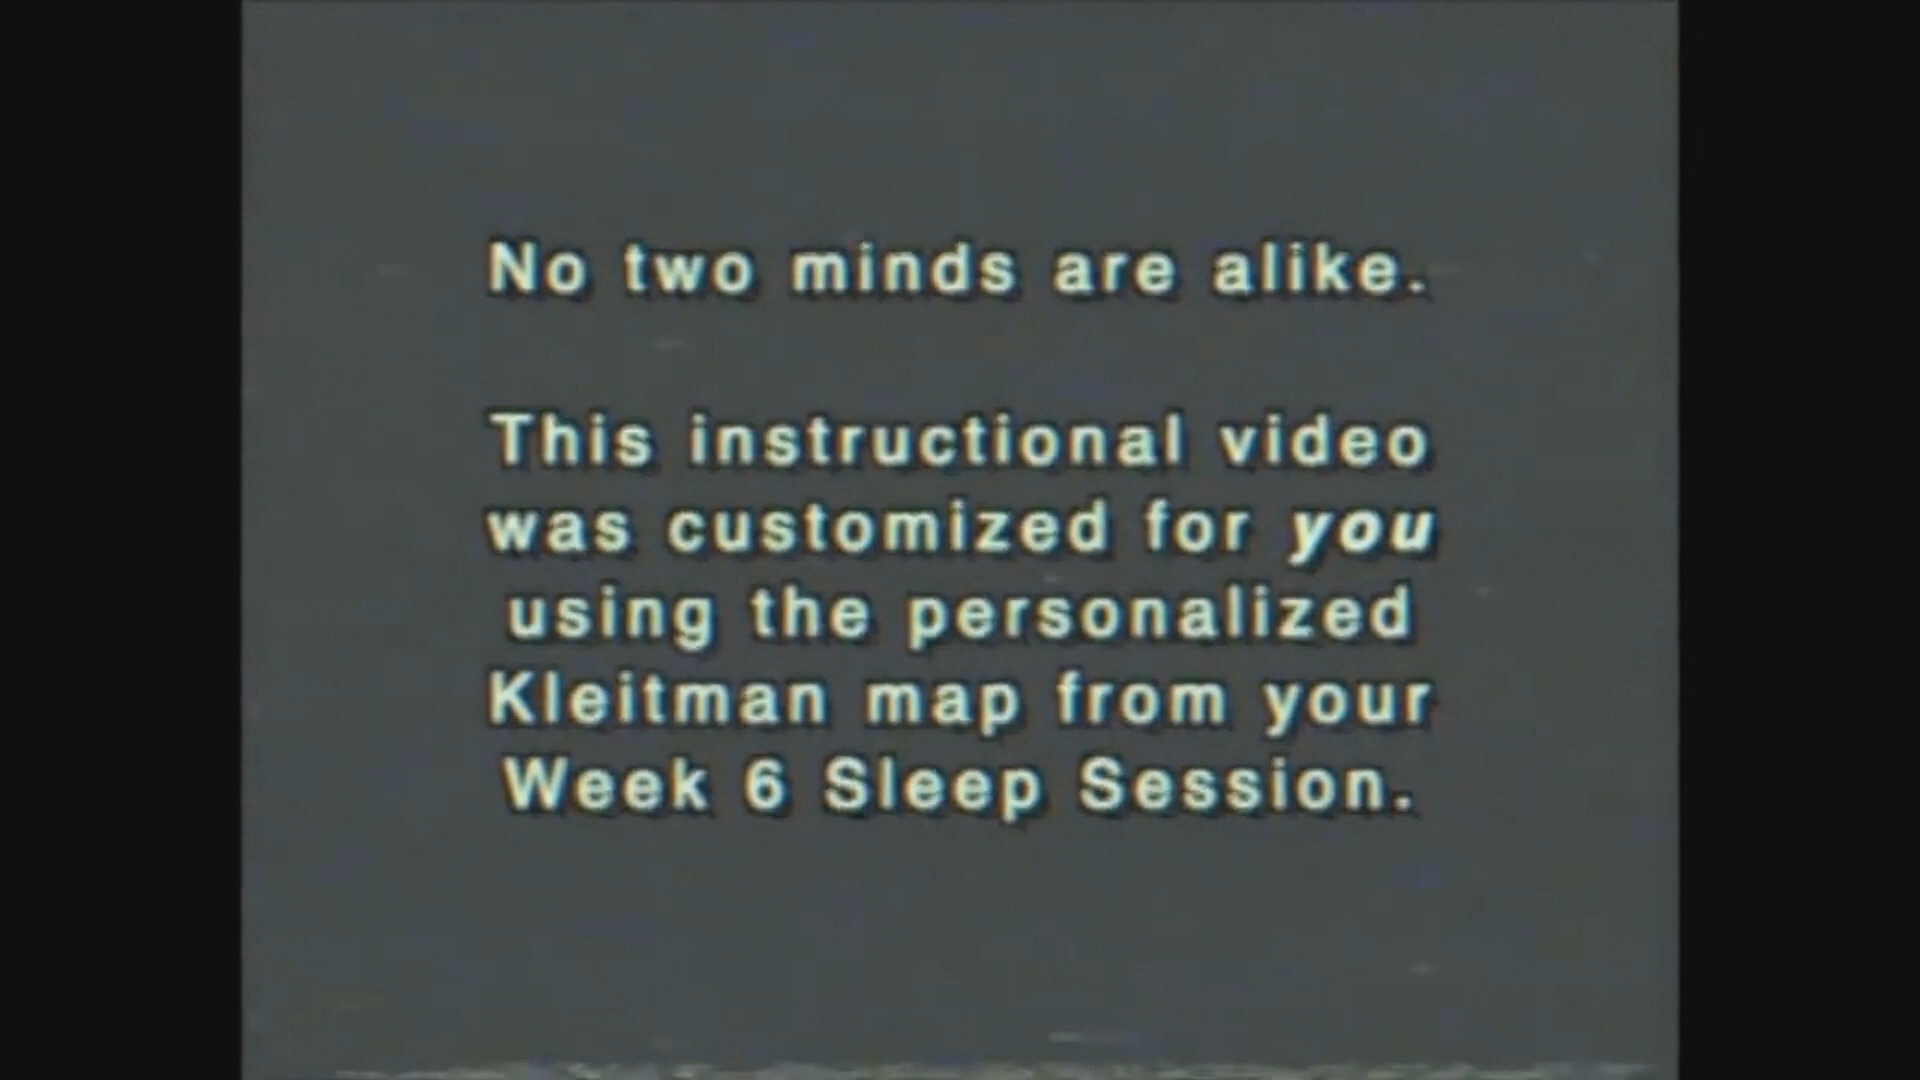 No two minds are alike.
This instructional video
was customized for you
using the personalized
Kleitman map from your
Week 6 Sleep Session.